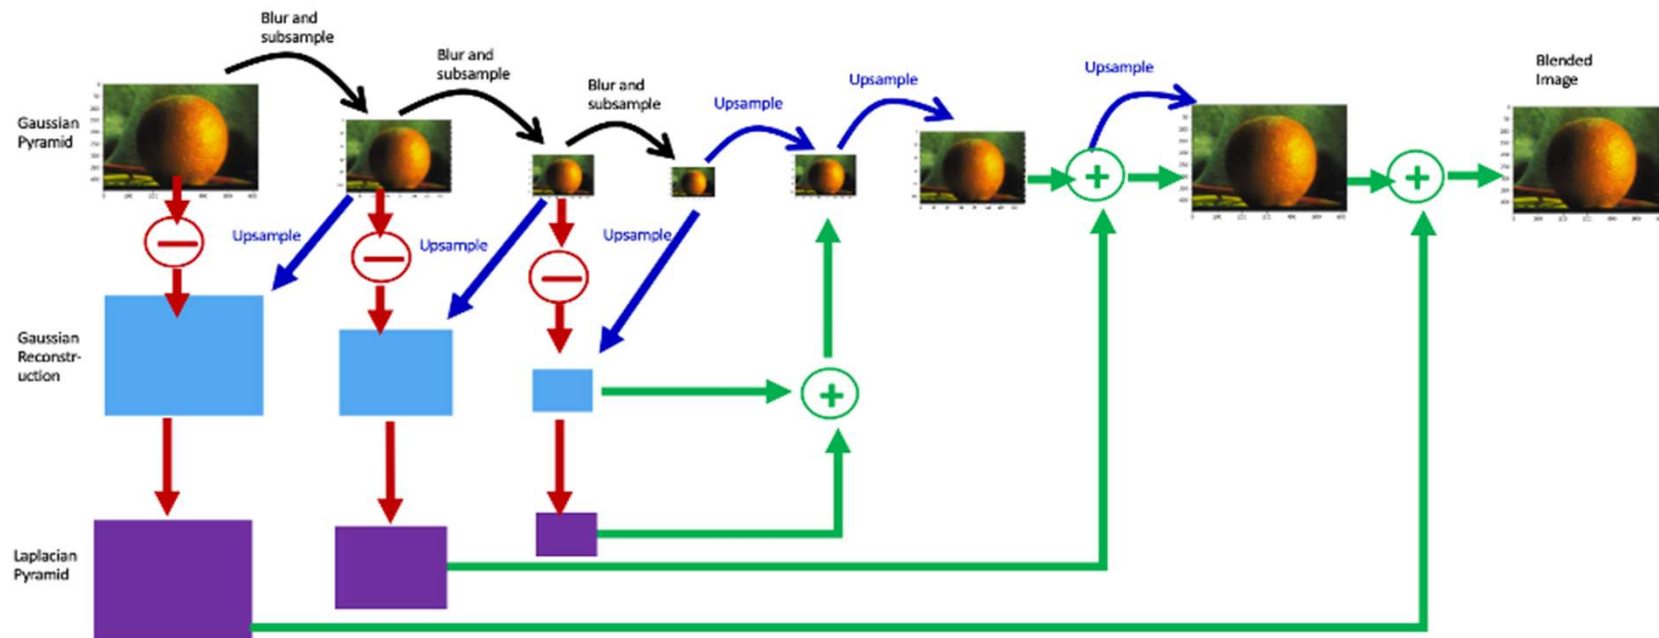 Blur and
subsample
Blur and
subsample
Blur and
subsample
Upsample
Upsample
Upsample
Blended
Image
Gaussian
Pyramid
Upsample
Upsample
Upsample
Gaussian
Reconstr-
uction
Laplacian
Pyramid